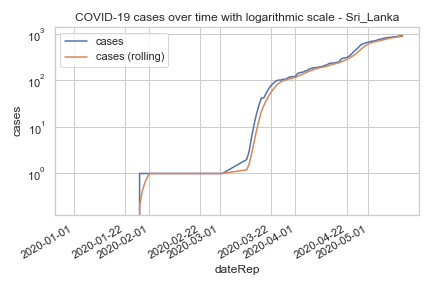 COVID-19 cases over time with logarithmic scale - Sri_Lanka
cases
cases (rolling)
10³
10²
10¹
10⁰
cases
2020-01-01
2020-01-22
2020-02-01
2020-02-22
2020-03-01
2020-03-22
2020-04-01
2020-04-22
2020-05-01
dateRep